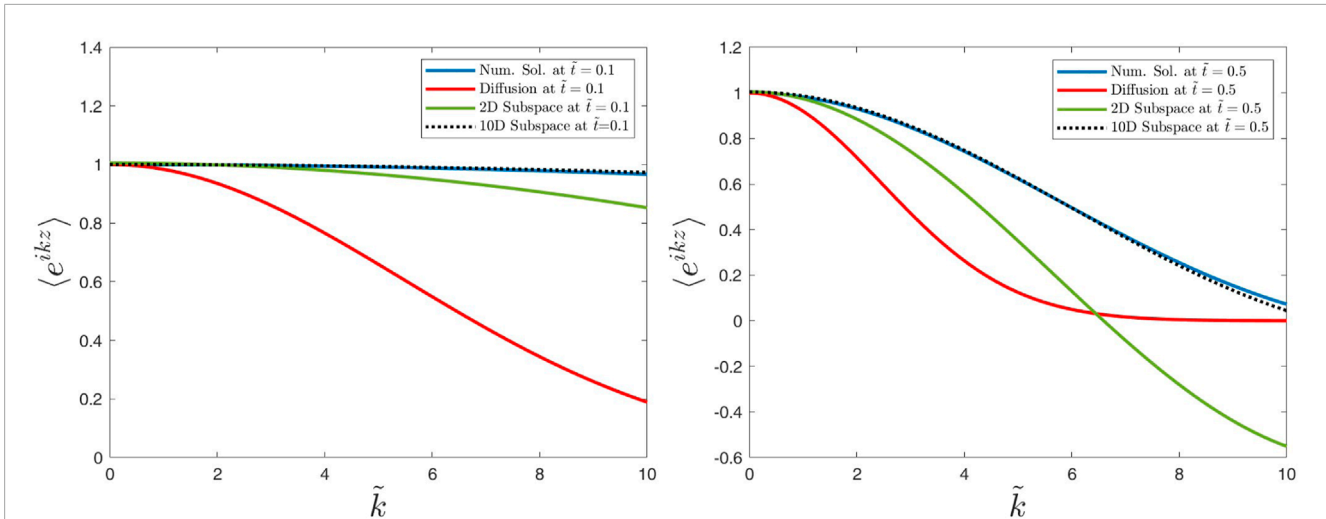 1.4
1.2
1
0.8
0.6
0.4
0.2
0
0
2
4
6
8
10
⟨e^{ikz}⟩
k̃
Num. Sol. at t̃ = 0.1
Diffusion at t̃ = 0.1
2D Subspace at t̃ = 0.1
10D Subspace at t̃=0.1
1.2
1
0.8
0.6
0.4
0.2
0
-0.2
-0.4
-0.6
0
2
4
6
8
10
⟨e^{ikz}⟩
k̃
Num. Sol. at t̃ = 0.5
Diffusion at t̃ = 0.5
2D Subspace at t̃ = 0.5
10D Subspace at t̃ = 0.5